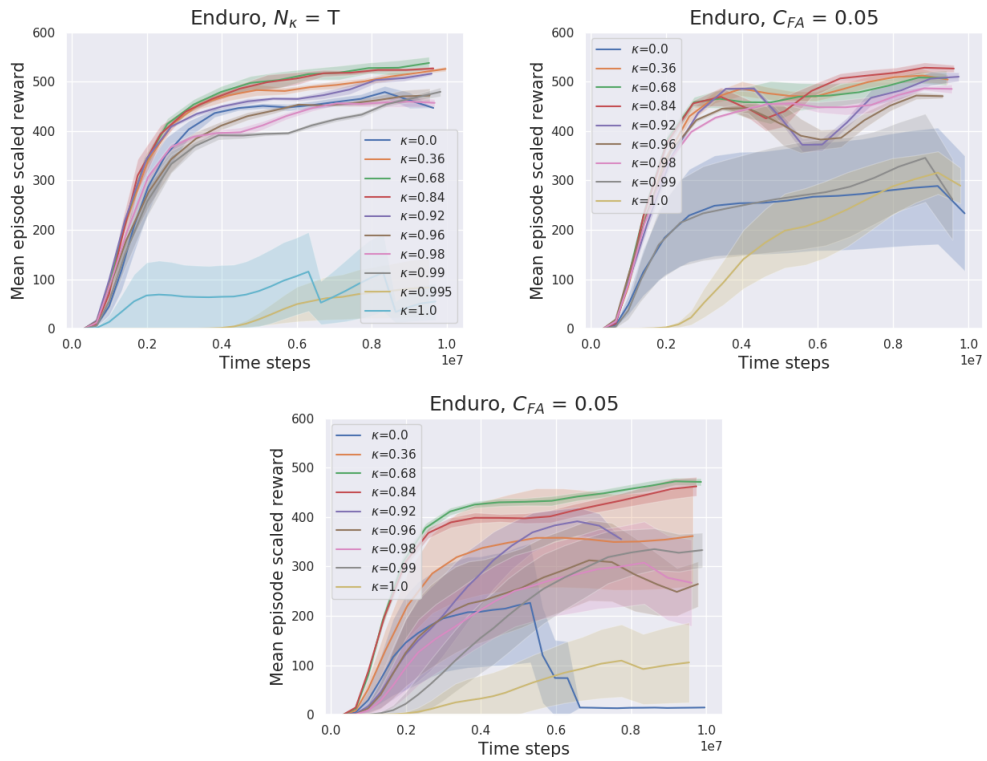 Enduro, Nκ = T
Mean episode scaled reward
600
500
400
300
200
100
0
κ=0.0
κ=0.36
κ=0.68
κ=0.84
κ=0.92
κ=0.96
κ=0.98
κ=0.99
κ=0.995
κ=1.0
0.0 0.2 0.4 0.6 0.8 1.0
1e7
Time steps
Enduro, CFA = 0.05
Mean episode scaled reward
600
500
400
300
200
100
0
κ=0.0
κ=0.36
κ=0.68
κ=0.84
κ=0.92
κ=0.96
κ=0.98
κ=0.99
κ=1.0
0.0 0.2 0.4 0.6 0.8 1.0
1e7
Time steps
Enduro, CFA = 0.05
Mean episode scaled reward
600
500
400
300
200
100
0
κ=0.0
κ=0.36
κ=0.68
κ=0.84
κ=0.92
κ=0.96
κ=0.98
κ=0.99
κ=1.0
0.0 0.2 0.4 0.6 0.8 1.0
1e7
Time steps